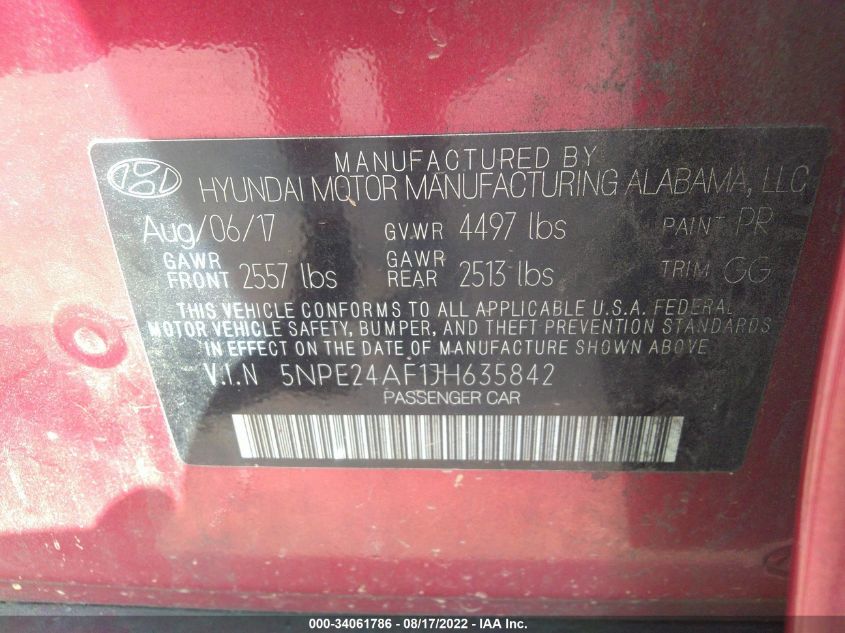 MANUFACTURED BY
HYUNDAI MOTOR MANUFACTURING ALABAMA, LLC
Aug/06/17 GVWR 4497 lbs PAINT PR
GAWR FRONT 2557 lbs GAWR REAR 2513 lbs TRIM GG
THIS VEHICLE CONFORMS TO ALL APPLICABLE U.S.A. FEDERAL
MOTOR VEHICLE SAFETY, BUMPER, AND THEFT PREVENTION STANDARDS
IN EFFECT ON THE DATE OF MANUFACTURE SHOWN ABOVE
V.I.N 5NPE24AF1JH635842
PASSENGER CAR
000-34061786 - 08/17/2022 - IAA Inc.